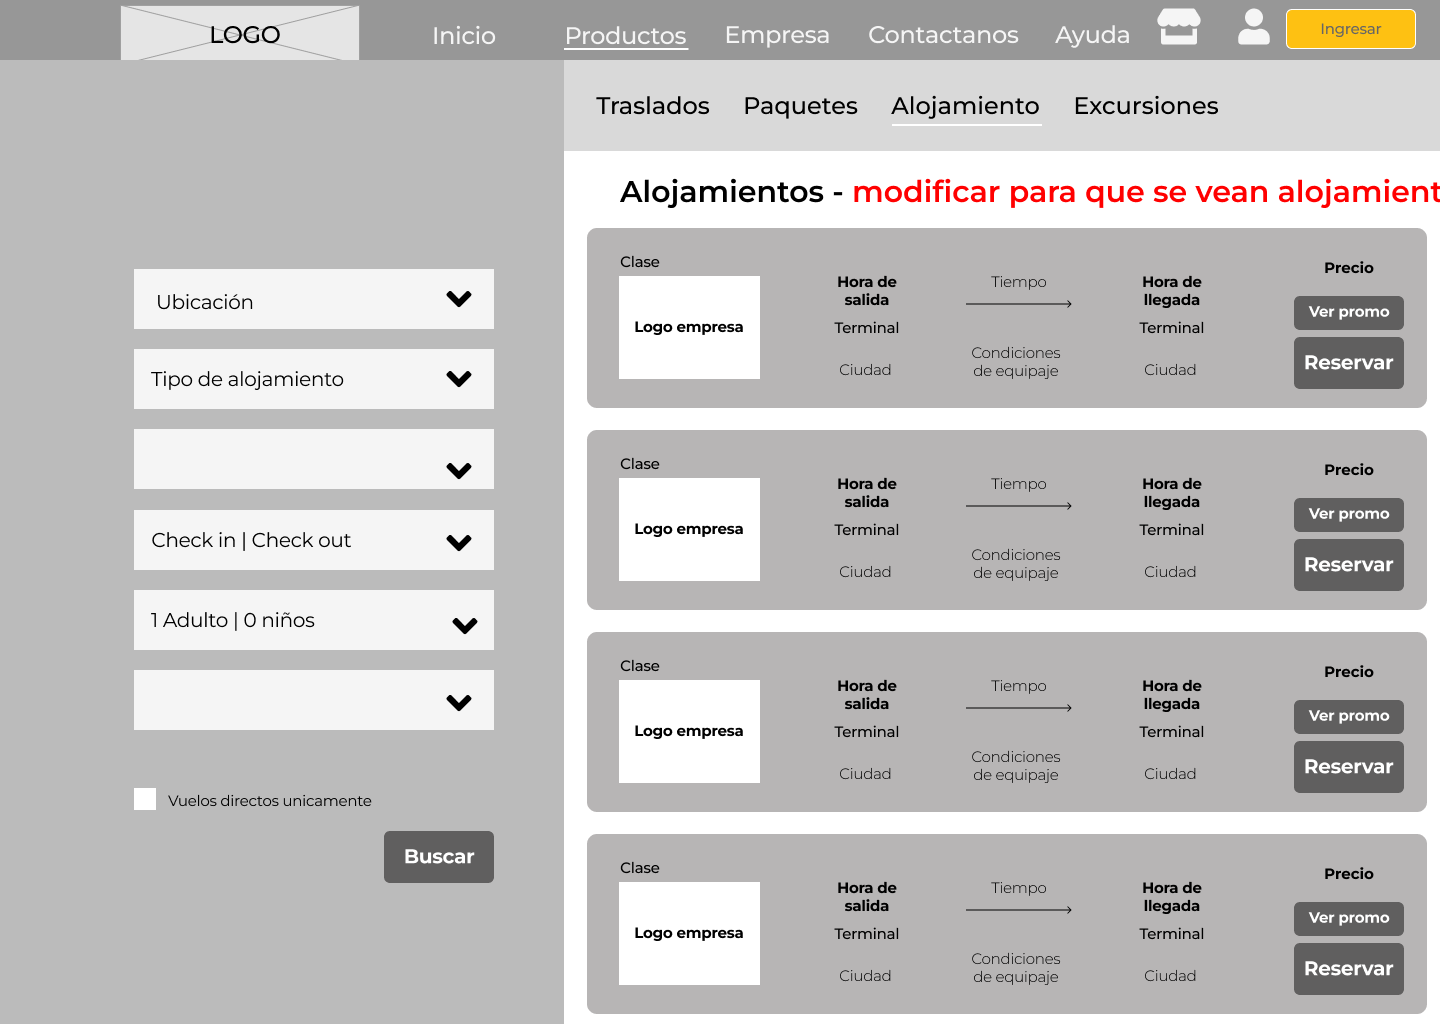 LOGO
Inicio
Productos
Empresa
Contactanos
Ayuda
Ingresar
Traslados
Paquetes
Alojamiento
Excursiones
Alojamientos - modificar para que se vean alojamient
Ubicación
Tipo de alojamiento
Check in | Check out
1 Adulto | 0 niños
Vuelos directos unicamente
Buscar
Clase
Logo empresa
Hora de
salida
Terminal
Ciudad
Tiempo
Condiciones
de equipaje
Hora de
llegada
Terminal
Ciudad
Precio
Ver promo
Reservar
Clase
Logo empresa
Hora de
salida
Terminal
Ciudad
Tiempo
Condiciones
de equipaje
Hora de
llegada
Terminal
Ciudad
Precio
Ver promo
Reservar
Clase
Logo empresa
Hora de
salida
Terminal
Ciudad
Tiempo
Condiciones
de equipaje
Hora de
llegada
Terminal
Ciudad
Precio
Ver promo
Reservar
Clase
Logo empresa
Hora de
salida
Terminal
Ciudad
Tiempo
Condiciones
de equipaje
Hora de
llegada
Terminal
Ciudad
Precio
Ver promo
Reservar